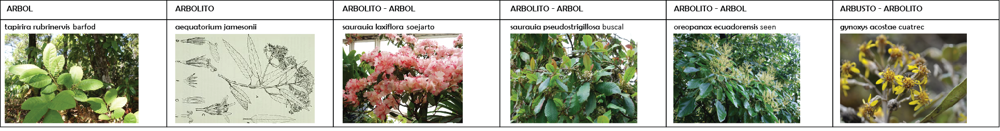 ARBOL
ARBOLITO
ARBOLITO - ARBOL
ARBOLITO - ARBOL
ARBOLITO - ARBOL
ARBUSTO - ARBOLITO
tapirira rubrinervis barfod
aequatorium jamesonii
saurauia laxiflora soejarto
saurauia pseudostrigillosa buscal
oreopanax ecuadorensis seen
gynoxys acostae cuatrec